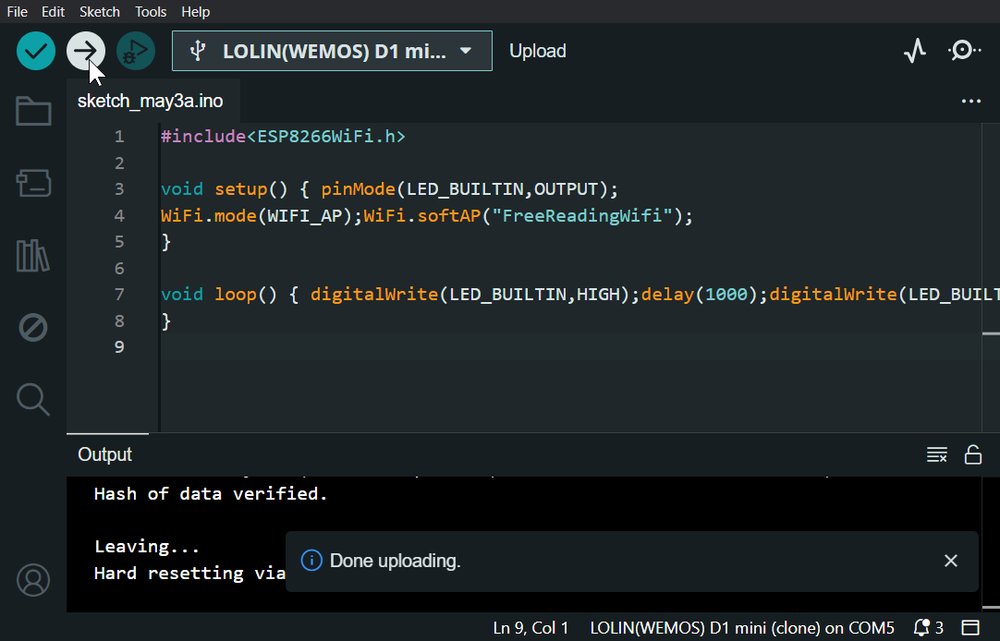 File Edit Sketch Tools Help
LOLIN(WEMOS) D1 mi... Upload
sketch_may3a.ino
1 #include<ESP8266WiFi.h>
2
3 void setup() { pinMode(LED_BUILTIN,OUTPUT);
4 WiFi.mode(WIFI_AP);WiFi.softAP("FreeReadingWifi");
5 }
6
7 void loop() { digitalWrite(LED_BUILTIN,HIGH);delay(1000);digitalWrite(LED_BUILT
8 }
9
Output
Hash of data verified.
Leaving...
Hard resetting via
Done uploading.
Ln 9, Col 1 LOLIN(WEMOS) D1 mini (clone) on COM5 3